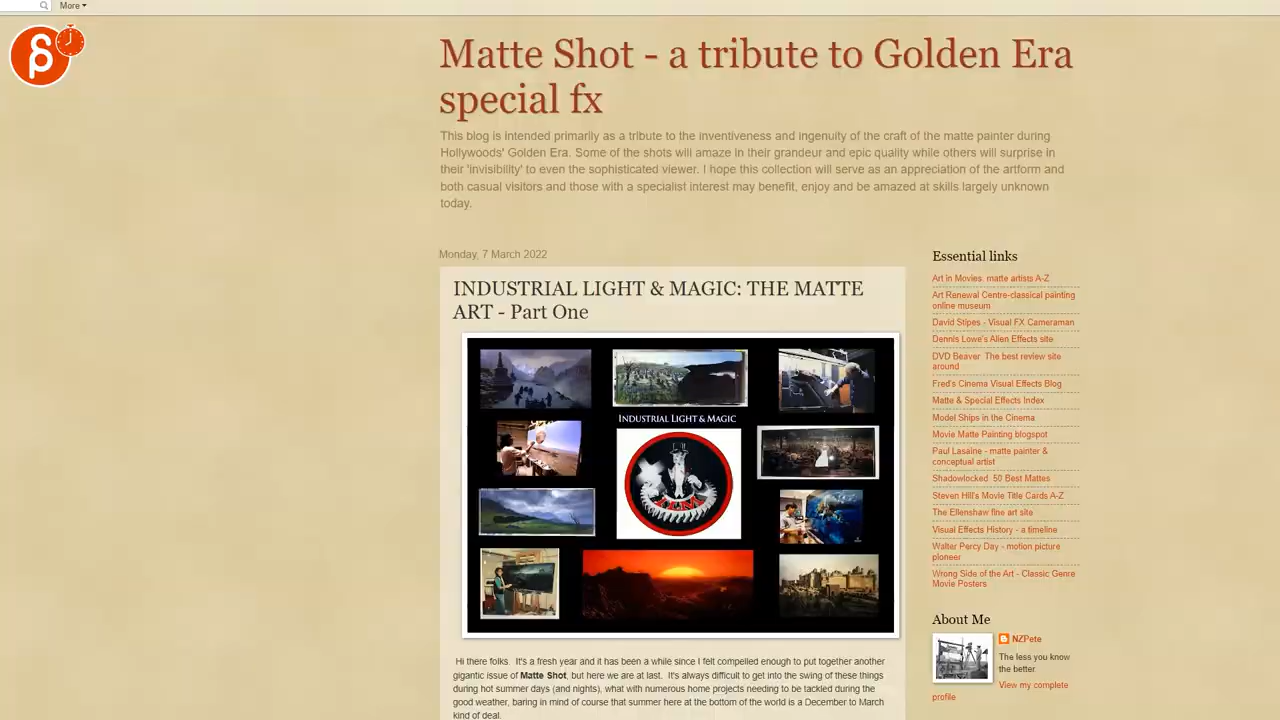 More
Matte Shot - a tribute to Golden Era
special fx
This blog is intended primarily as a tribute to the inventiveness and ingenuity of the craft of the matte painter during
Hollywoods' Golden Era. Some of the shots will amaze in their grandeur and epic quality while others will surprise in
their 'invisibility' to even the sophisticated viewer. I hope this collection will serve as an appreciation of the artform and
both casual visitors and those with a specialist interest may benefit, enjoy and be amazed at skills largely unknown
today.
Monday, 7 March 2022
INDUSTRIAL LIGHT & MAGIC: THE MATTE
ART - Part One
INDUSTRIAL LIGHT & MAGIC
ILM
Hi there folks. It's a fresh year and it has been a while since I felt compelled enough to put together another
gigantic issue of Matte Shot, but here we are at last. It's always difficult to get into the swing of these things
during hot summer days (and nights), what with numerous home projects needing to be tackled during the
good weather, baring in mind of course that summer here at the bottom of the world is a December to March
kind of deal.
Essential links
Art in Movies. matte artists A-Z
Art Renewal Centre-classical painting
online museum
David Stipes - Visual FX Cameraman
Dennis Lowe's Alien Effects site
DVD Beaver The best review site
around
Fred's Cinema Visual Effects Blog
Matte & Special Effects Index
Model Ships in the Cinema
Movie Matte Painting blogspot
Paul Lasaine - matte painter &
conceptual artist
Shadowlocked 50 Best Mattes
Steven Hill's Movie Title Cards A-Z
The Ellenshaw fine art site
Visual Effects History - a timeline
Walter Percy Day - motion picture
pioneer
Wrong Side of the Art - Classic Genre
Movie Posters
About Me
NZPete
The less you know
the better.
View my complete
profile